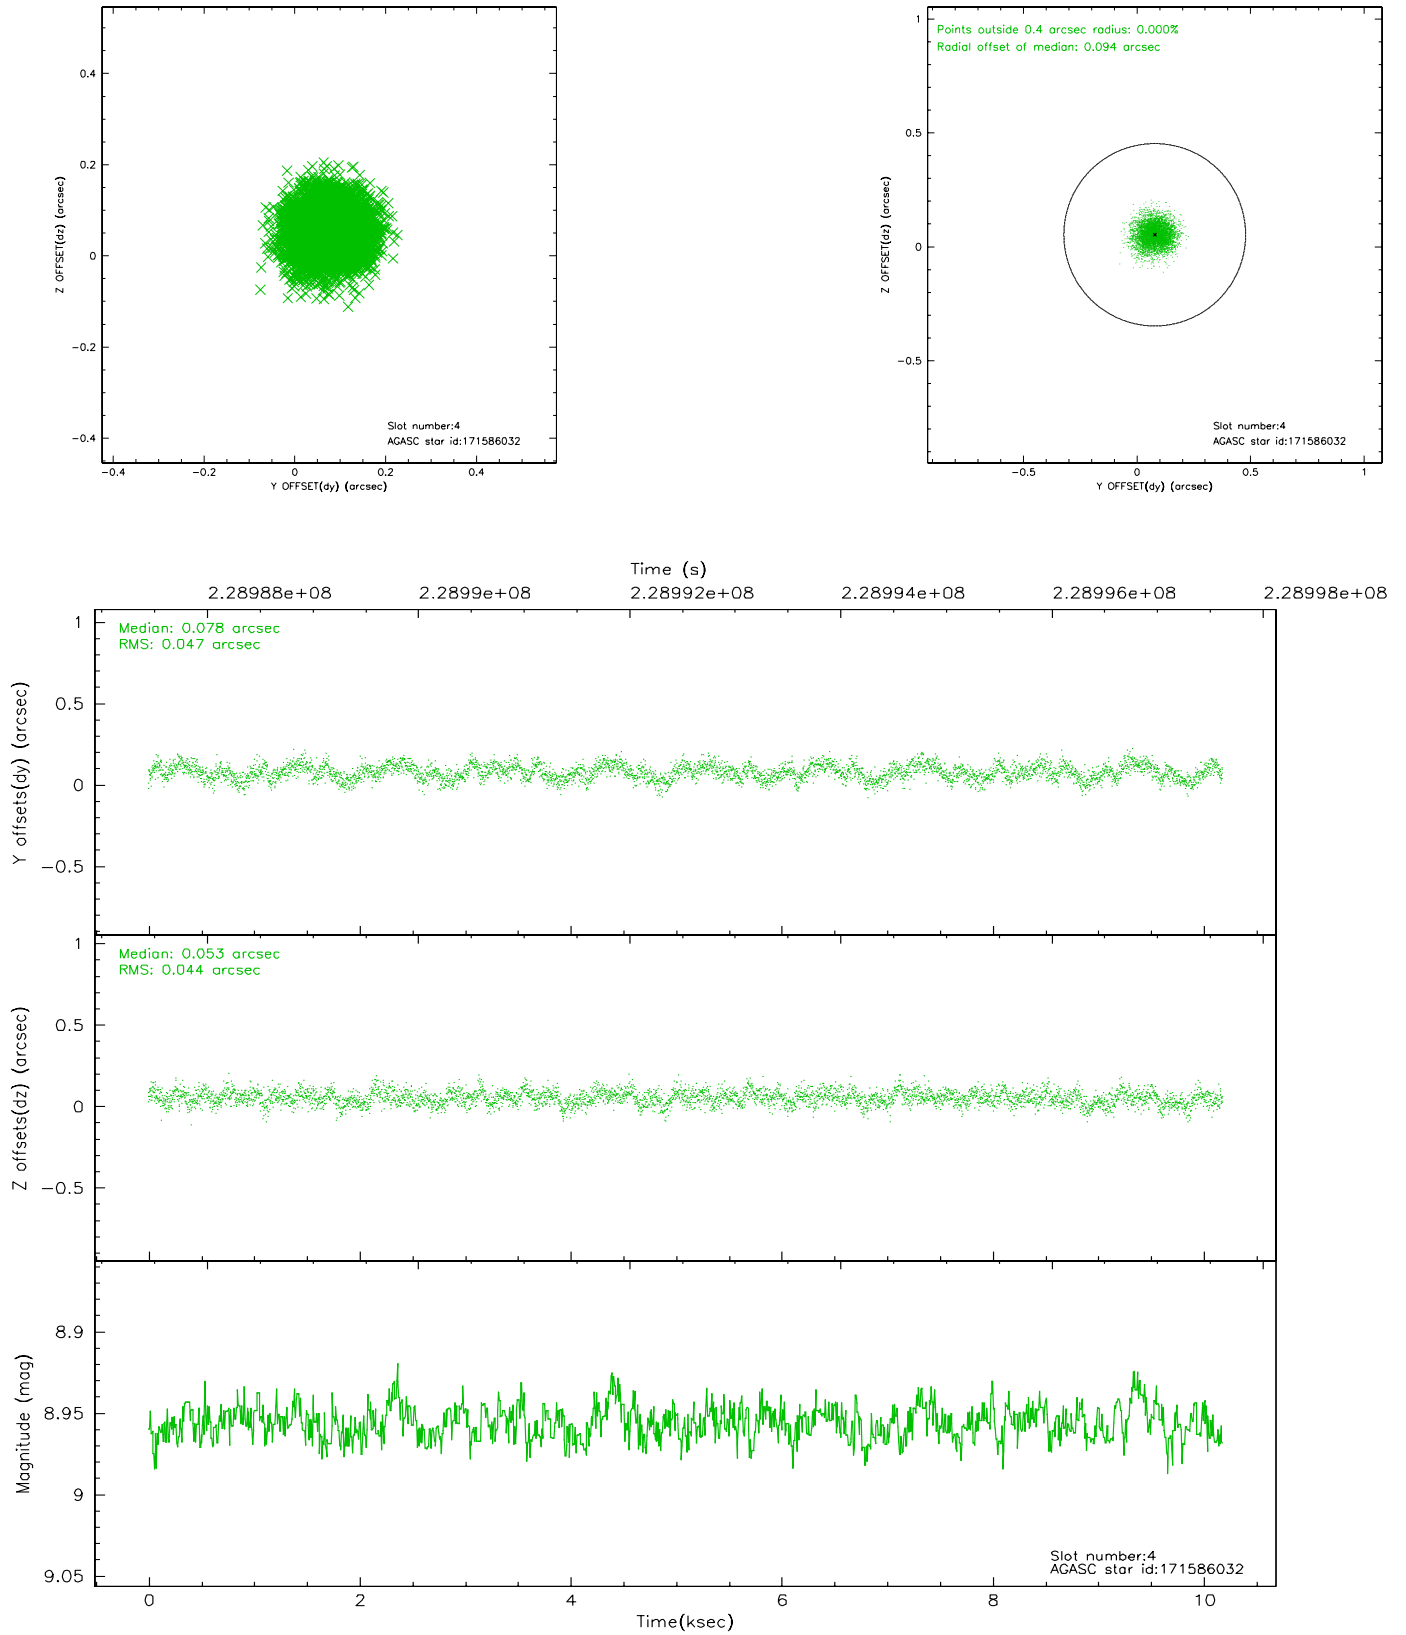 0.4
0.2
0
−0.2
−0.4
Z OFFSET(dz) (arcsec)
−0.4 −0.2 0 0.2 0.4
Y OFFSET(dy) (arcsec)
Slot number:4
AGASC star id:171586032
Points outside 0.4 arcsec radius: 0.000%
Radial offset of median: 0.094 arcsec
1
0.5
0
−0.5
Z OFFSET(dz) (arcsec)
−0.5 0 0.5 1
Y OFFSET(dy) (arcsec)
Slot number:4
AGASC star id:171586032
Time (s)
2.28988e+08 2.2899e+08 2.28992e+08 2.28994e+08 2.28996e+08 2.28998e+08
Median: 0.078 arcsec
RMS: 0.047 arcsec
1
0.5
0
−0.5
Y offsets(dy) (arcsec)
Median: 0.053 arcsec
RMS: 0.044 arcsec
1
0.5
0
−0.5
Z offsets(dz) (arcsec)
8.9
8.95
9
9.05
Magnitude (mag)
Slot number:4
AGASC star id:171586032
0 2 4 6 8 10
Time(ksec)